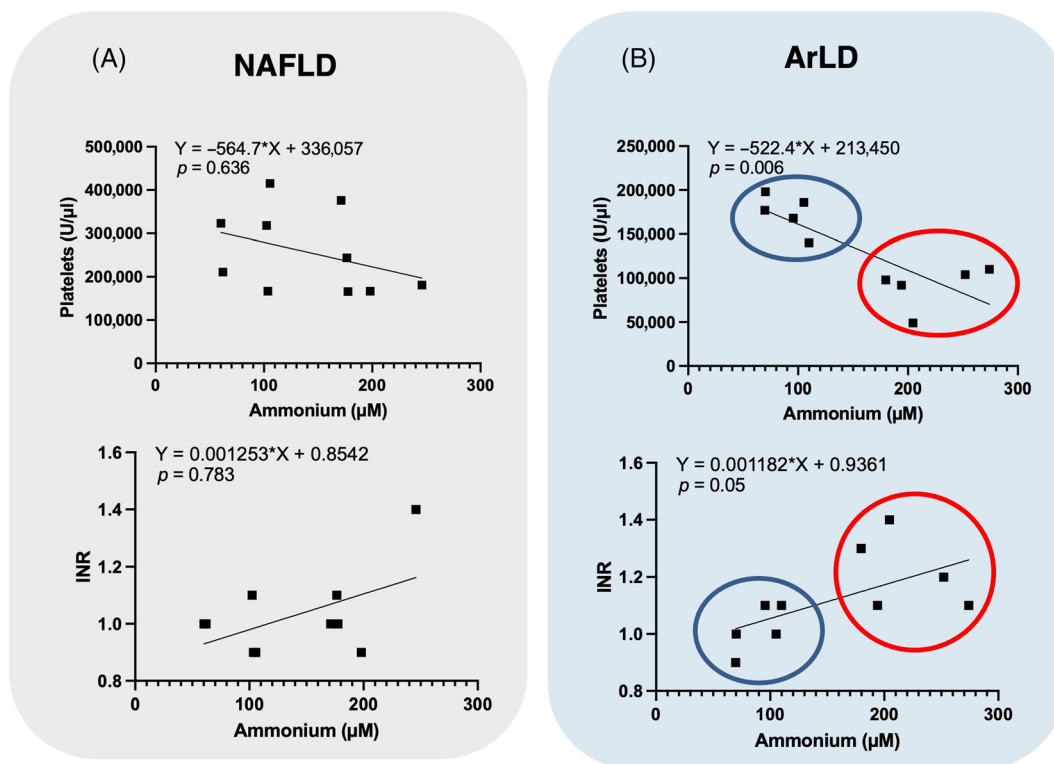 (A)
NAFLD
Y = −564.7*X + 336,057
p = 0.636
Platelets (U/µl)
500,000
400,000
300,000
200,000
100,000
0
0 100 200 300
Ammonium (µM)
Y = 0.001253*X + 0.8542
p = 0.783
INR
1.6
1.4
1.2
1.0
0.8
0 100 200 300
Ammonium (µM)
(B)
ArLD
Y = −522.4*X + 213,450
p = 0.006
Platelets (U/µl)
250,000
200,000
150,000
100,000
50,000
0
0 100 200 300
Ammonium (µM)
Y = 0.001182*X + 0.9361
p = 0.05
INR
1.6
1.4
1.2
1.0
0.8
0 100 200 300
Ammonium (µM)